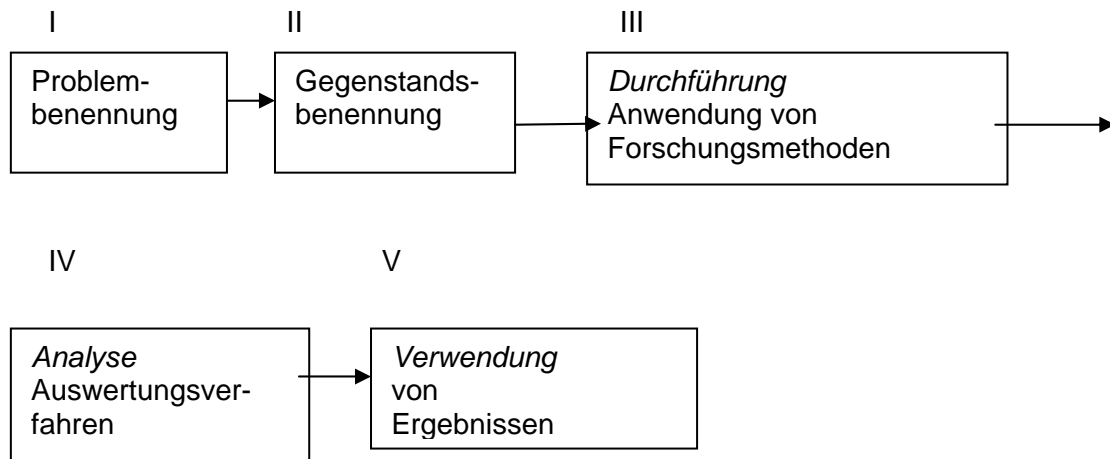 I
II
III
Problem-
benennung
Gegenstands-
benennung
Durchführung
Anwendung von
Forschungsmethoden
IV
V
Analyse
Auswertungsver-
fahren
Verwendung
von
Ergebnissen